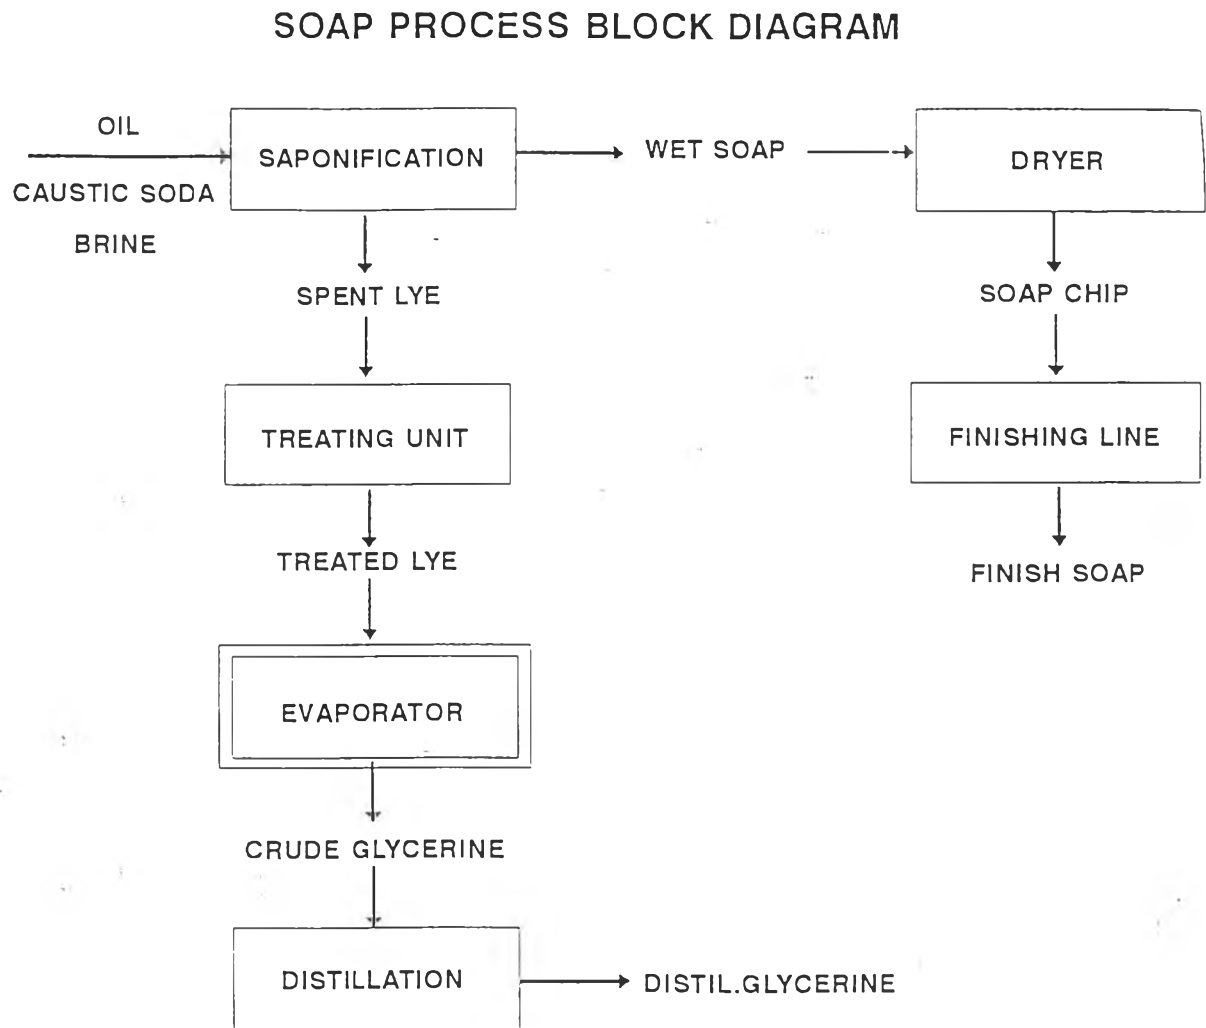 SOAP PROCESS BLOCK DIAGRAM
OIL
CAUSTIC SODA
BRINE
SAPONIFICATION
WET SOAP
DRYER
SPENT LYE
SOAP CHIP
TREATING UNIT
FINISHING LINE
TREATED LYE
FINISH SOAP
EVAPORATOR
CRUDE GLYCERINE
DISTILLATION
DISTIL.GLYCERINE